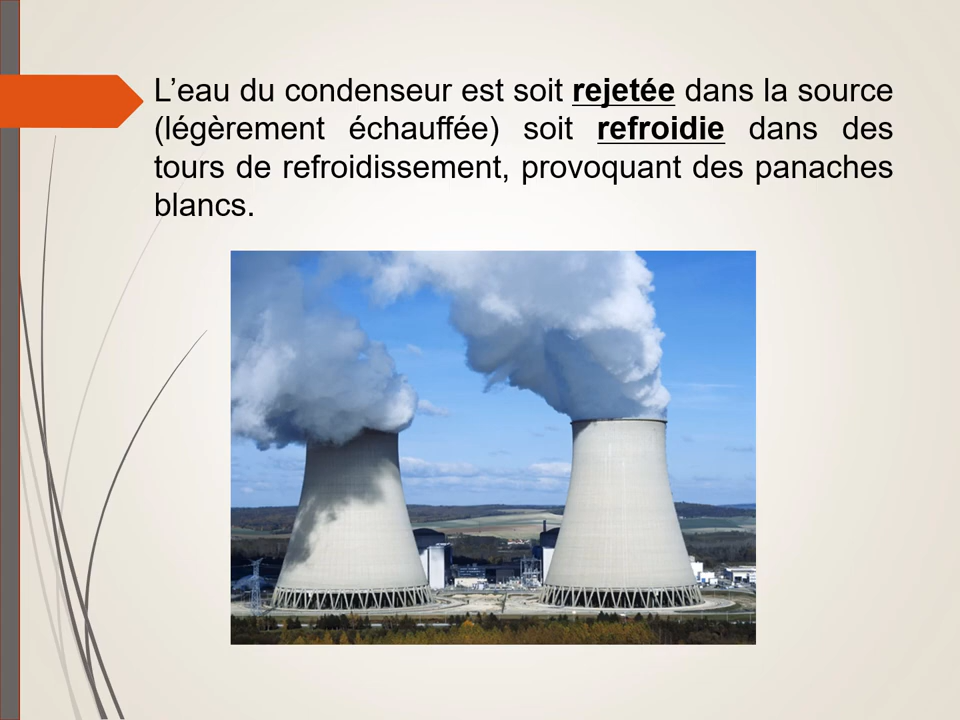 L’eau du condenseur est soit rejetée dans la source
(légèrement échauffée) soit refroidie dans des
tours de refroidissement, provoquant des panaches
blancs.